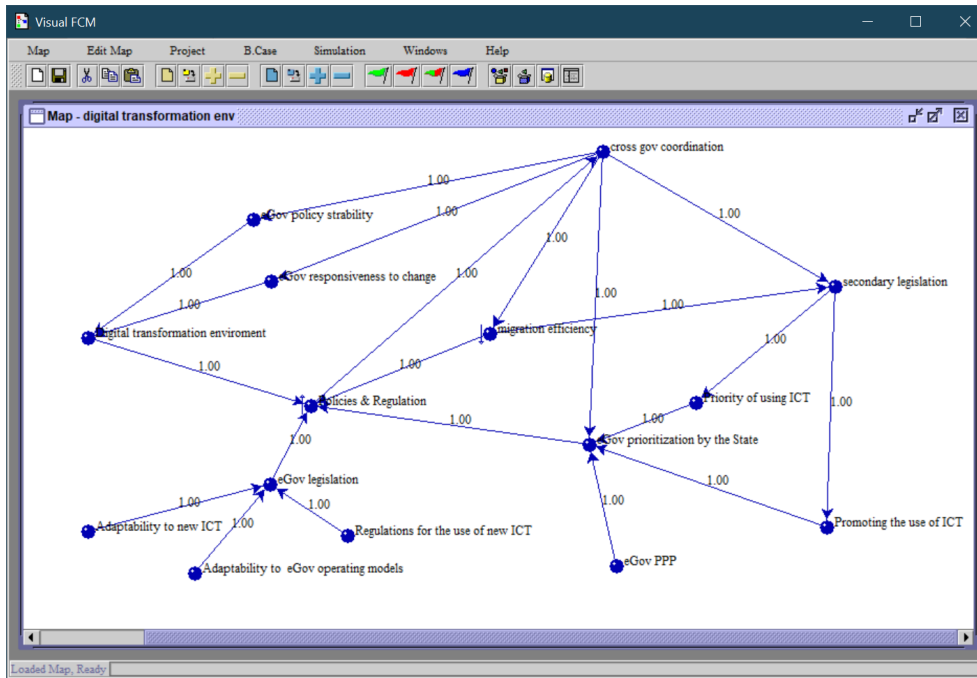 Visual FCM
Map Edit Map Project B.Case Simulation Windows Help
Map - digital transformation env
cross gov coordination
1.00
eGov policy strability
1.00
1.00
1.00
1.00
eGov responsiveness to change
1.00
1.00
secondary legislation
1.00
1.00
1.00
digital transformation enviroment
migration efficiency
1.00
1.00
1.00
Policies & Regulation
Priority of using ICT
1.00
1.00
1.00
eGov prioritization by the State
1.00
eGov legislation
1.00
1.00
1.00
1.00
1.00
Adaptability to new ICT
Regulations for the use of new ICT
Promoting the use of ICT
Adaptability to eGov operating models
eGov PPP
Loaded Map, Ready